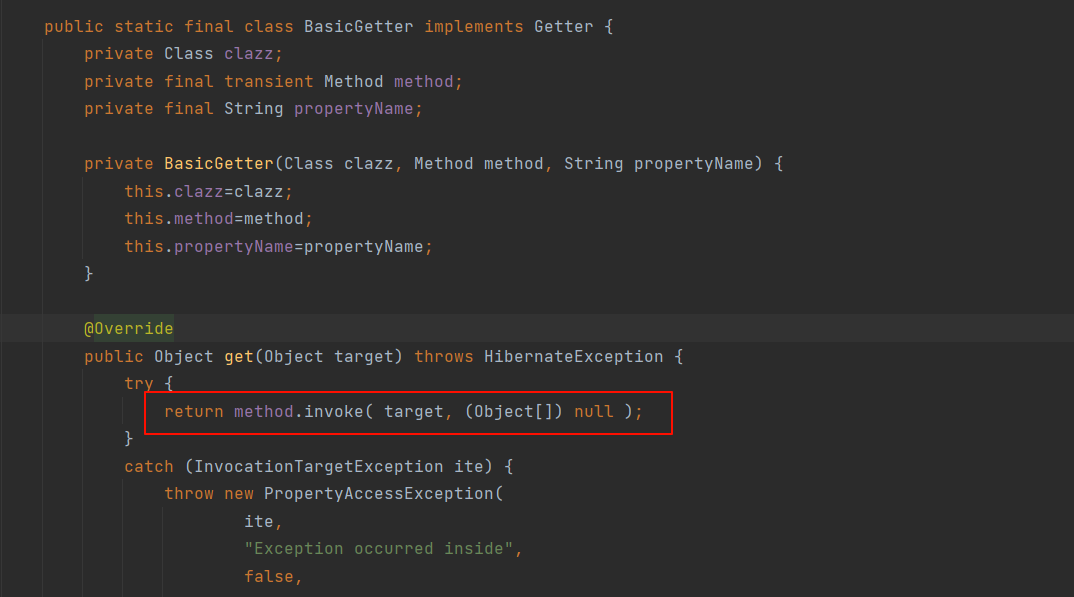 public static final class BasicGetter implements Getter {
private Class clazz;
private final transient Method method;
private final String propertyName;
private BasicGetter(Class clazz, Method method, String propertyName) {
this.clazz=clazz;
this.method=method;
this.propertyName=propertyName;
}
@Override
public Object get(Object target) throws HibernateException {
try {
return method.invoke( target, (Object[]) null );
}
catch (InvocationTargetException ite) {
throw new PropertyAccessException(
ite,
"Exception occurred inside",
false,